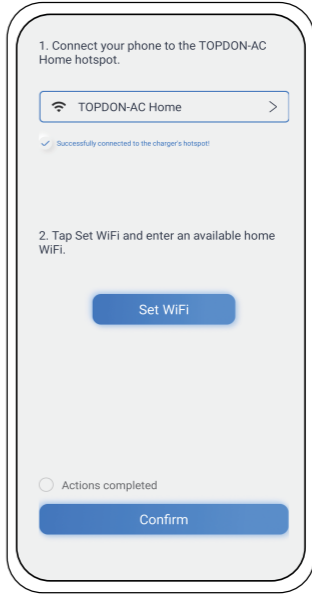 1. Connect your phone to the TOPDON-AC
Home hotspot.
TOPDON-AC Home
Successfully connected to the charger's hotspot!
2. Tap Set WiFi and enter an available home
WiFi.
Set WiFi
Actions completed
Confirm